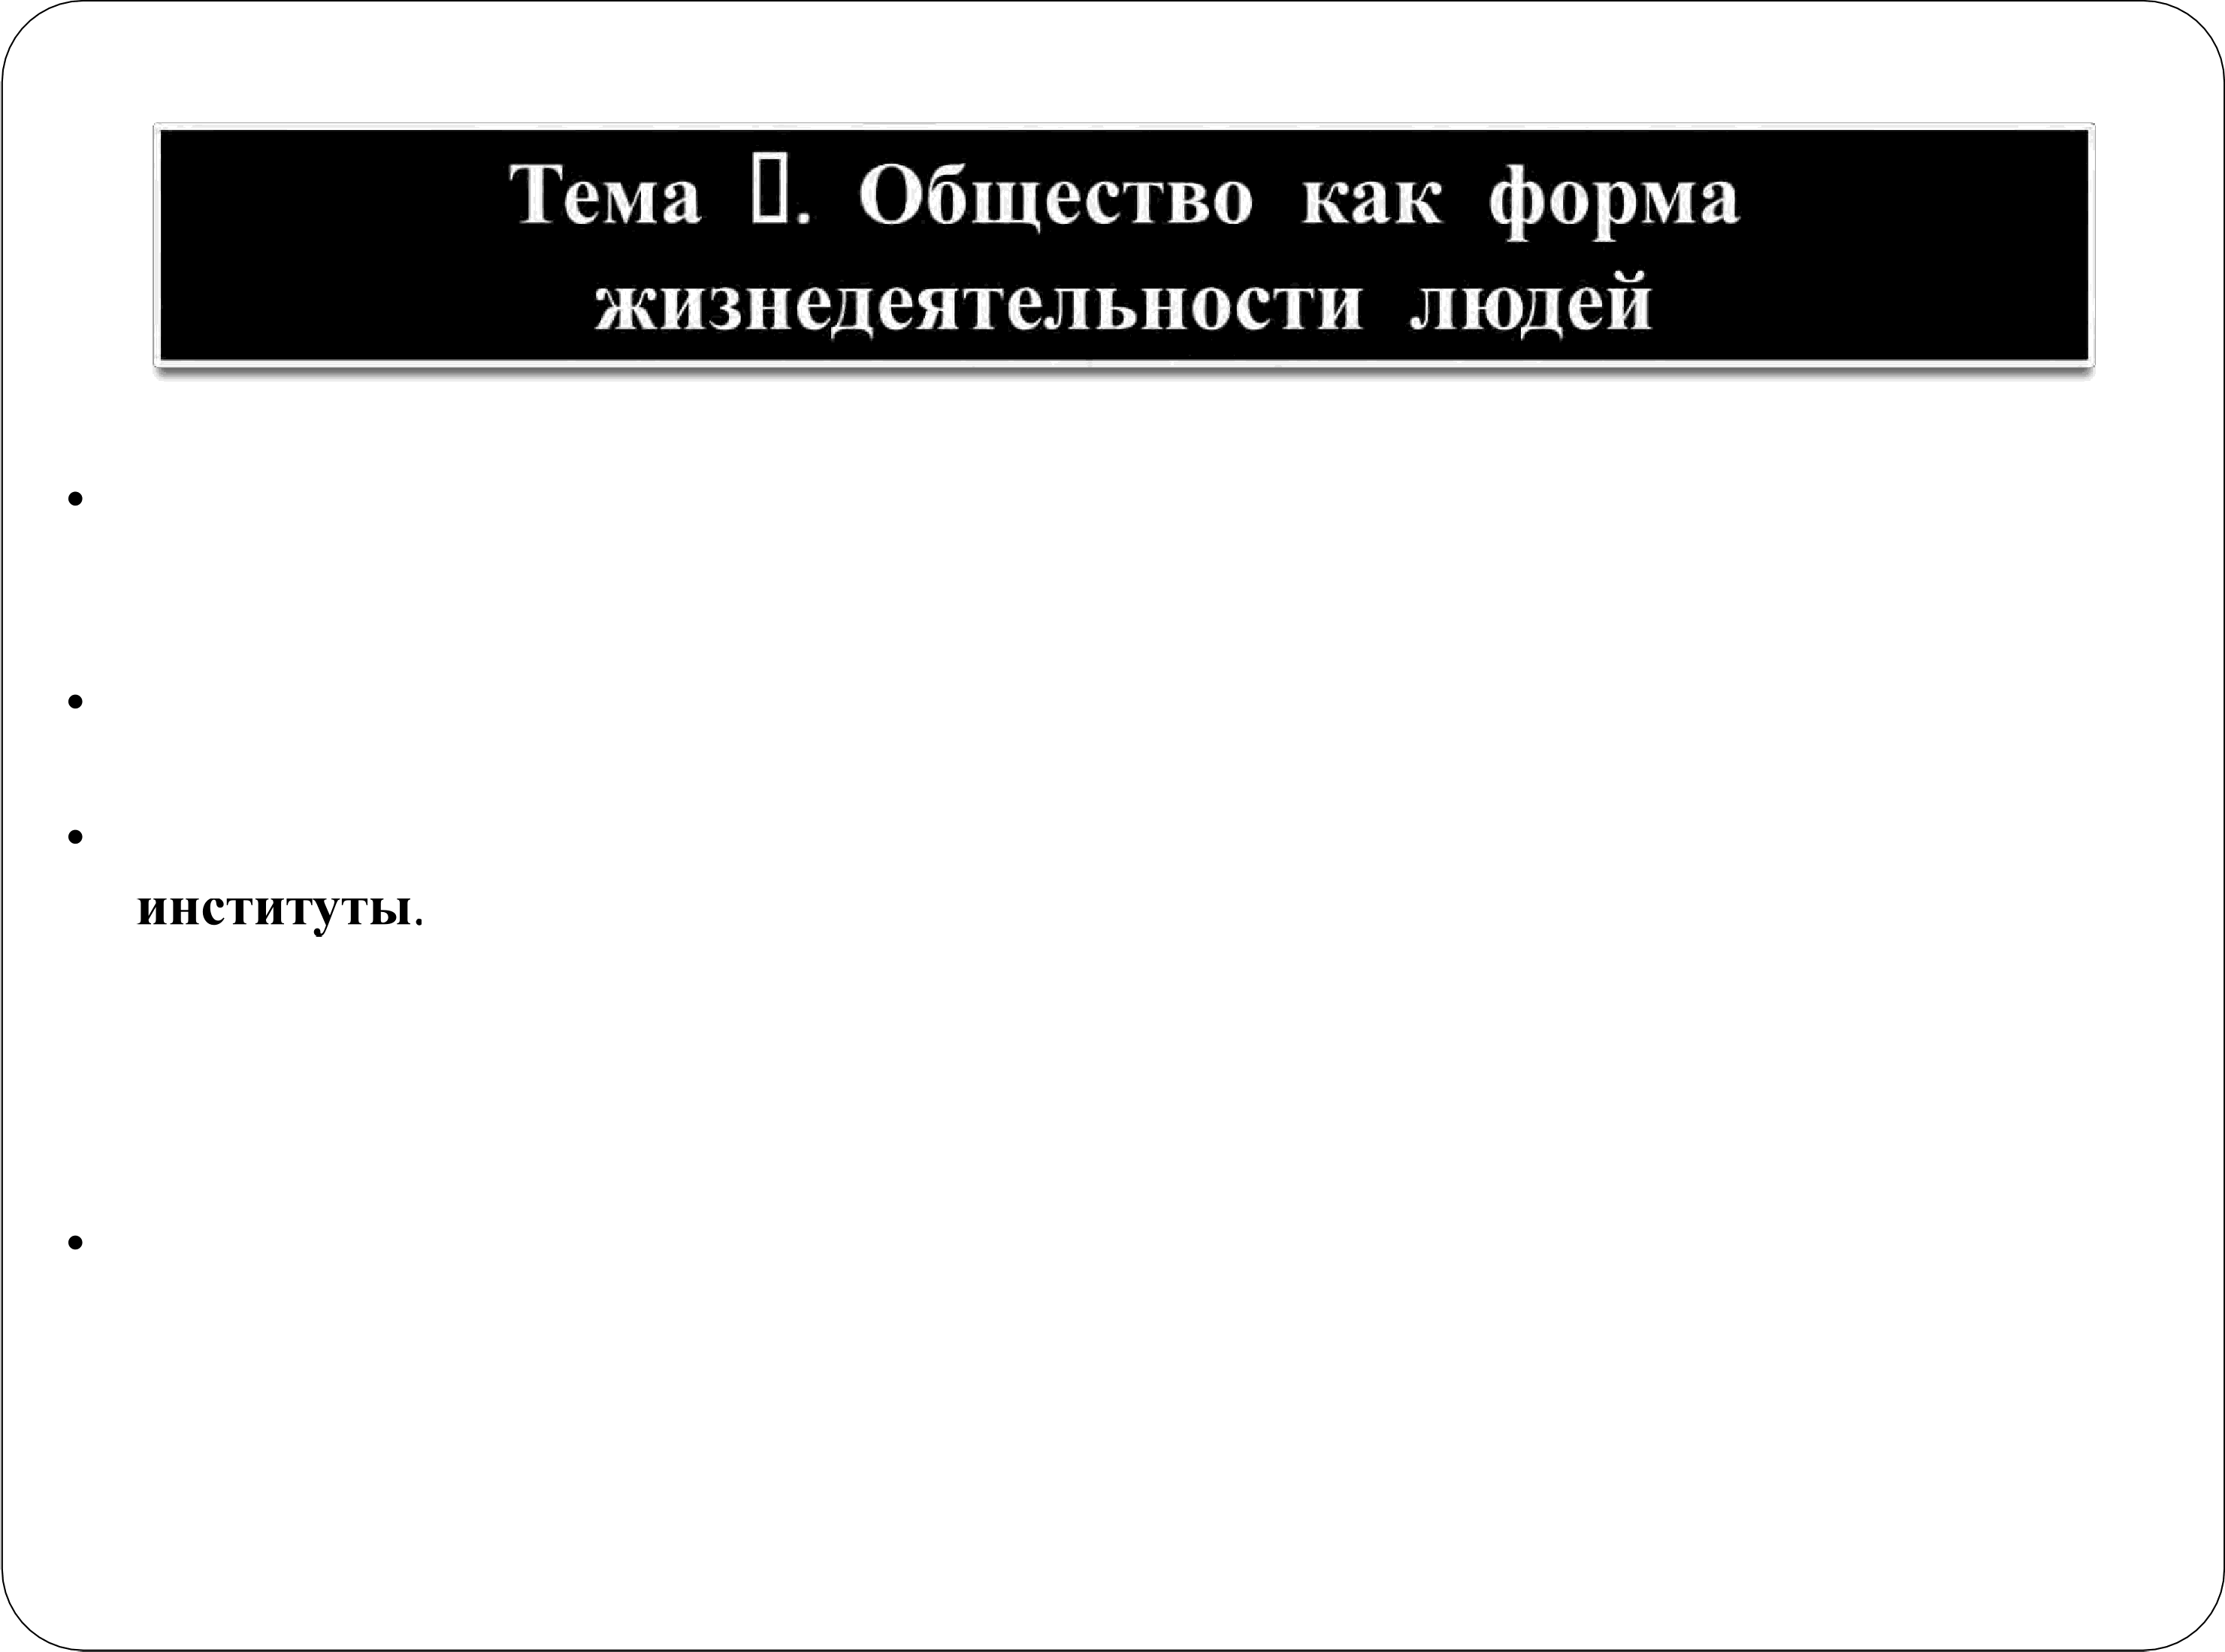 Тема ▯. Общество как форма
жизнедеятельности людей
•
•
•
институты.
•